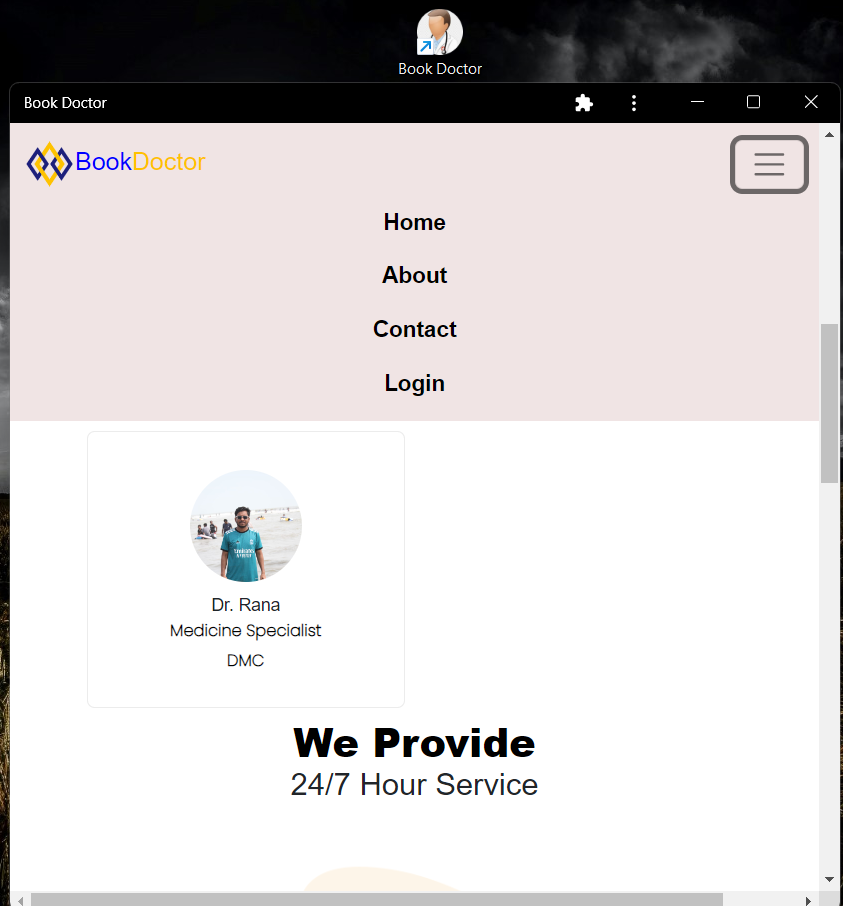 Book Doctor
Book Doctor
BookDoctor
Home
About
Contact
Login
Dr. Rana
Medicine Specialist
DMC
We Provide
24/7 Hour Service